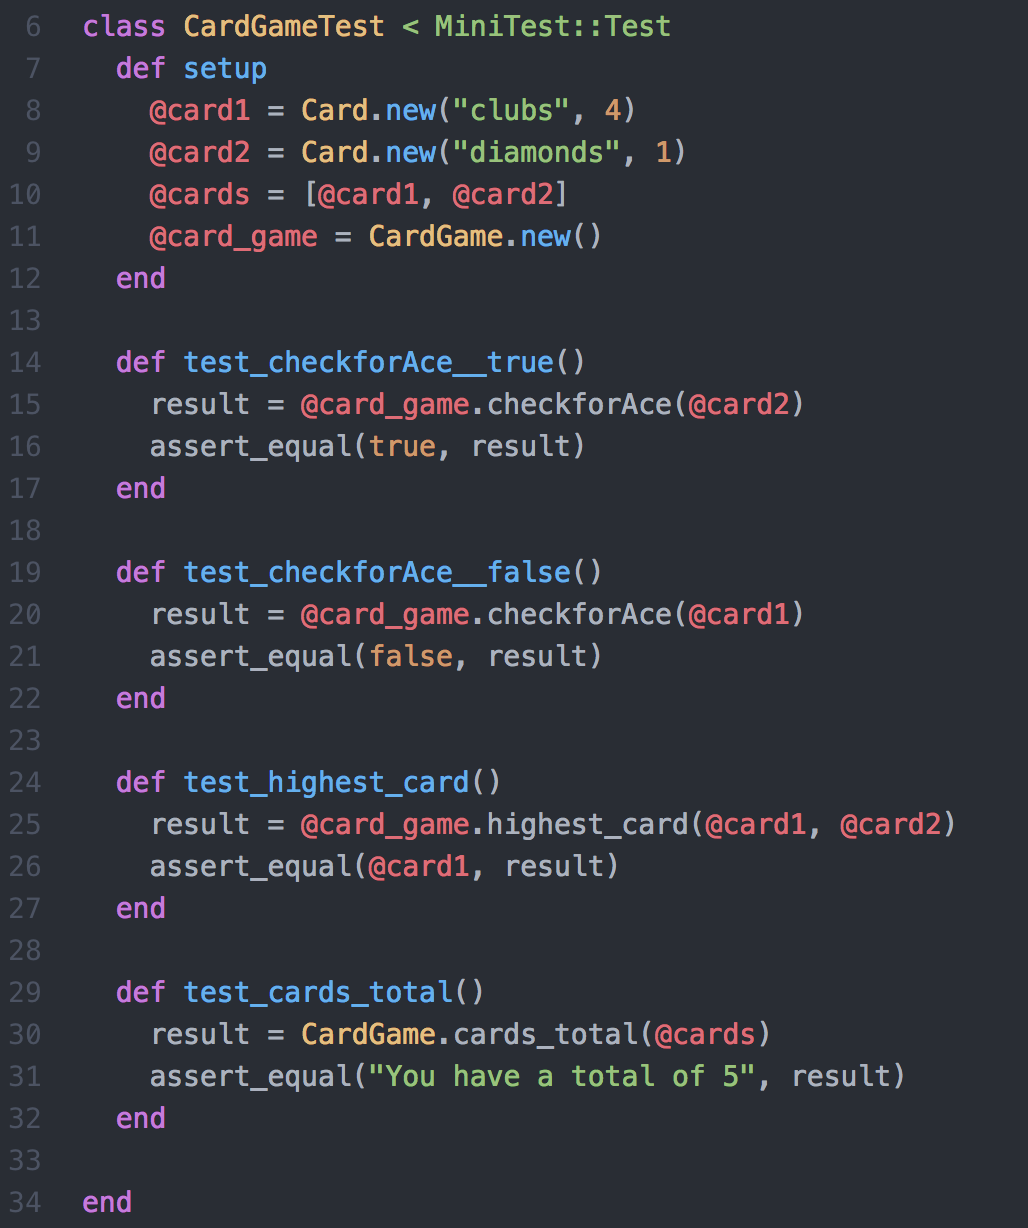 6 class CardGameTest < MiniTest::Test
7 def setup
8 @card1 = Card.new("clubs", 4)
9 @card2 = Card.new("diamonds", 1)
10 @cards = [@card1, @card2]
11 @card_game = CardGame.new()
12 end
13
14 def test_checkforAce__true()
15 result = @card_game.checkforAce(@card2)
16 assert_equal(true, result)
17 end
18
19 def test_checkforAce__false()
20 result = @card_game.checkforAce(@card1)
21 assert_equal(false, result)
22 end
23
24 def test_highest_card()
25 result = @card_game.highest_card(@card1, @card2)
26 assert_equal(@card1, result)
27 end
28
29 def test_cards_total()
30 result = CardGame.cards_total(@cards)
31 assert_equal("You have a total of 5", result)
32 end
33
34 end